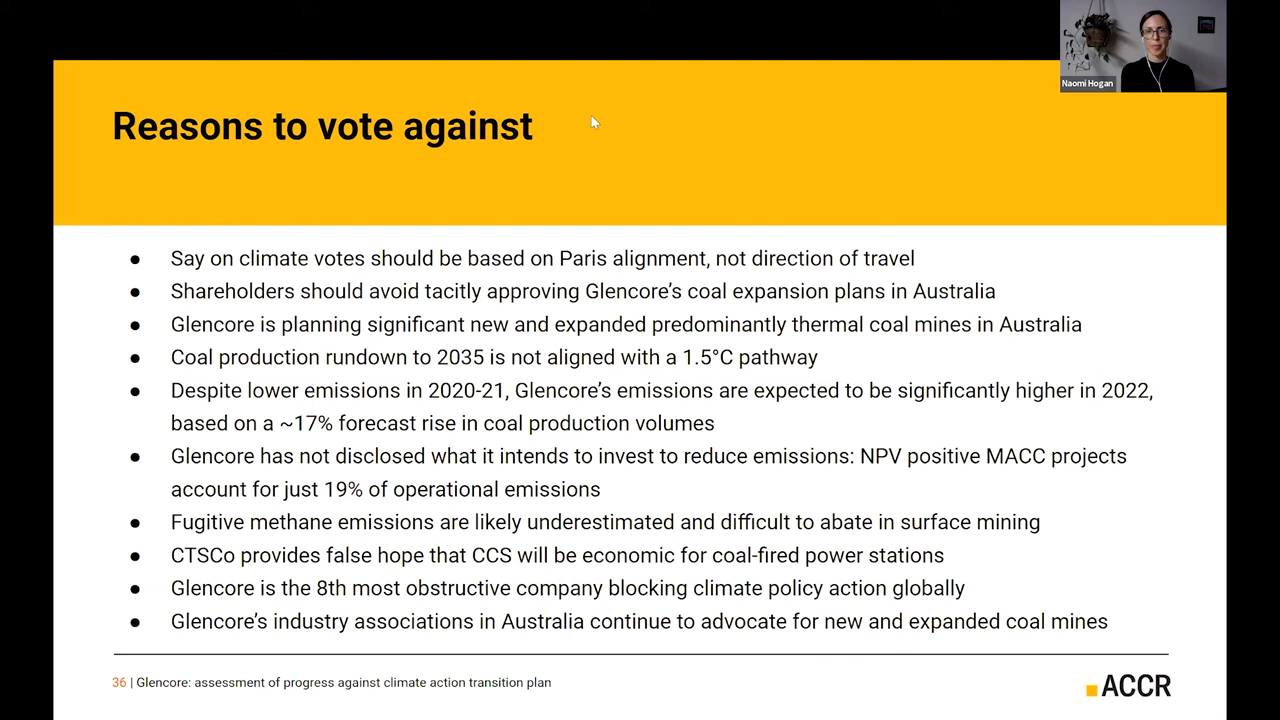 Naomi Hogan
Reasons to vote against
● Say on climate votes should be based on Paris alignment, not direction of travel
● Shareholders should avoid tacitly approving Glencore's coal expansion plans in Australia
● Glencore is planning significant new and expanded predominantly thermal coal mines in Australia
● Coal production rundown to 2035 is not aligned with a 1.5°C pathway
● Despite lower emissions in 2020-21, Glencore's emissions are expected to be significantly higher in 2022,
based on a ~17% forecast rise in coal production volumes
● Glencore has not disclosed what it intends to invest to reduce emissions: NPV positive MACC projects
account for just 19% of operational emissions
● Fugitive methane emissions are likely underestimated and difficult to abate in surface mining
● CTSCo provides false hope that CCS will be economic for coal-fired power stations
● Glencore is the 8th most obstructive company blocking climate policy action globally
● Glencore's industry associations in Australia continue to advocate for new and expanded coal mines
36 | Glencore: assessment of progress against climate action transition plan
ACCR